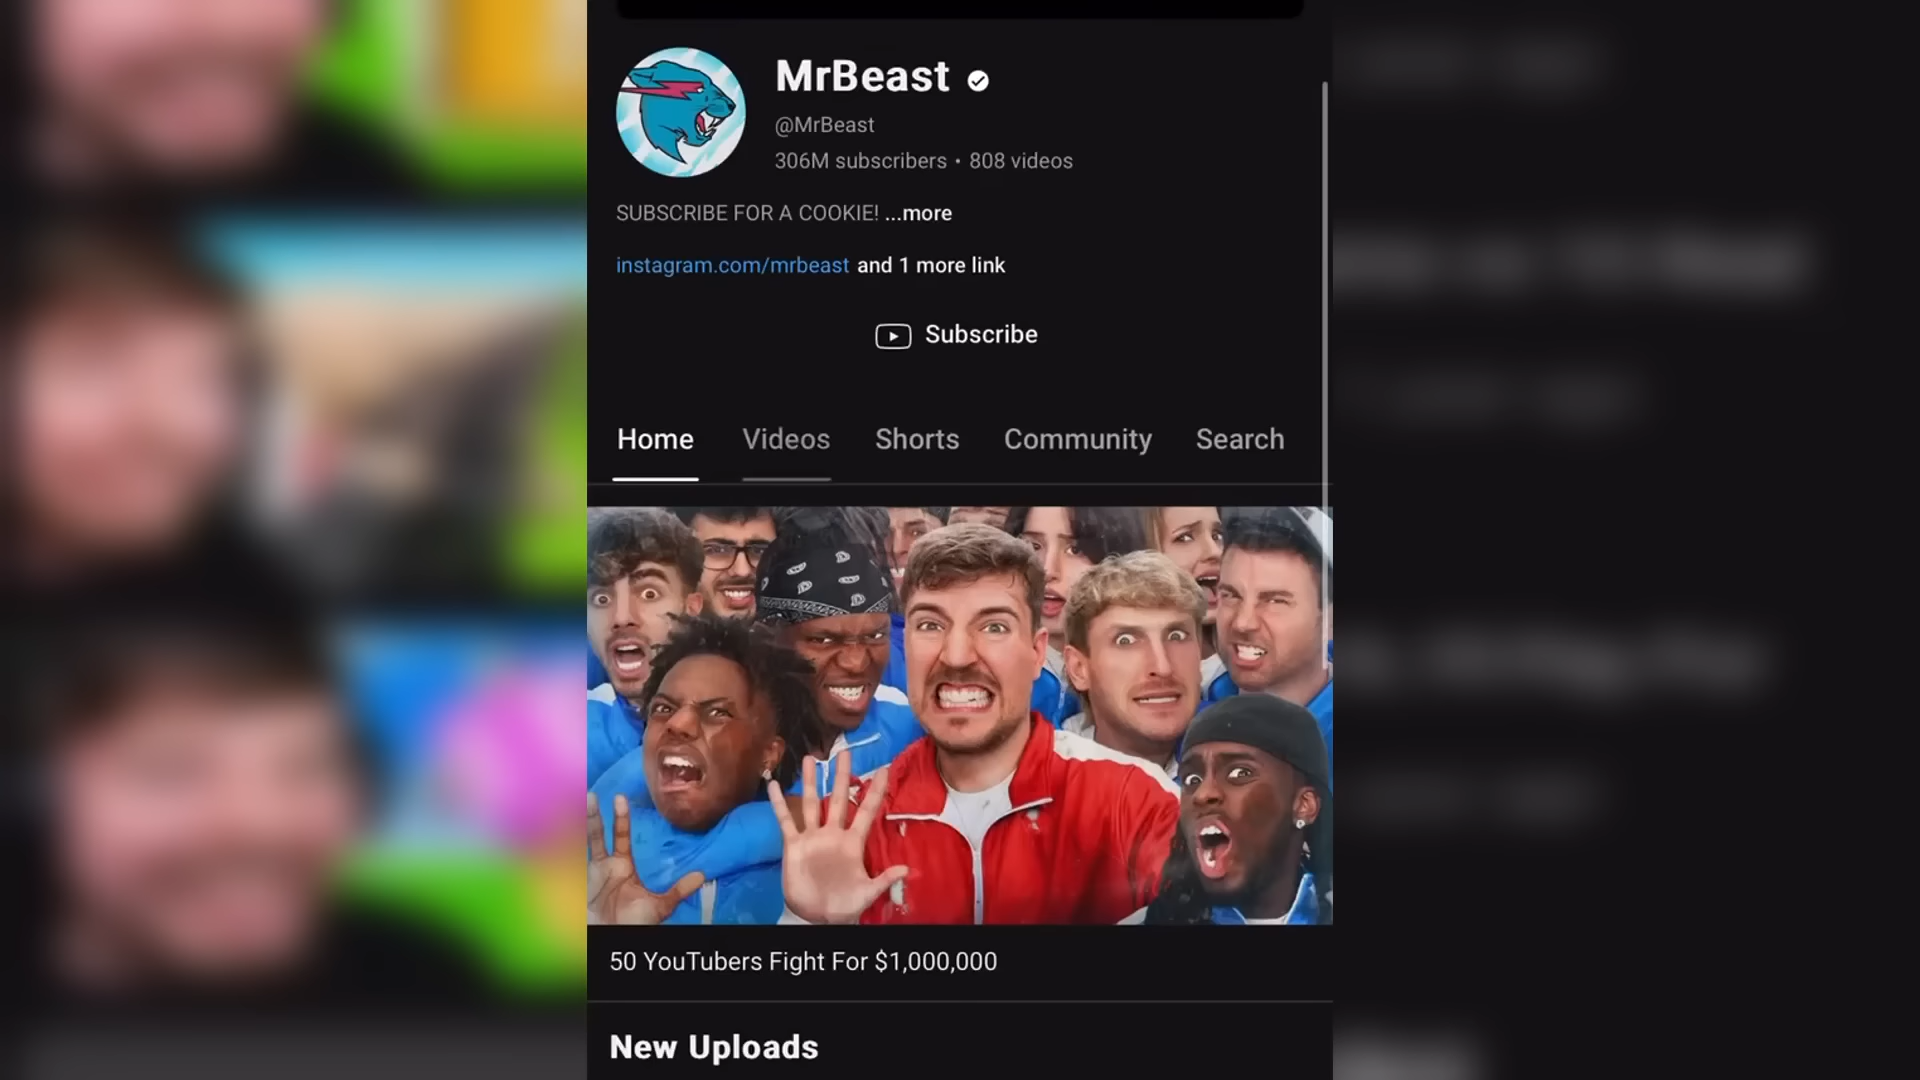 MrBeast
@MrBeast
306M subscribers • 808 videos
SUBSCRIBE FOR A COOKIE! ...more
instagram.com/mrbeast and 1 more link
Subscribe
Home Videos Shorts Community Search
50 YouTubers Fight For $1,000,000
New Uploads